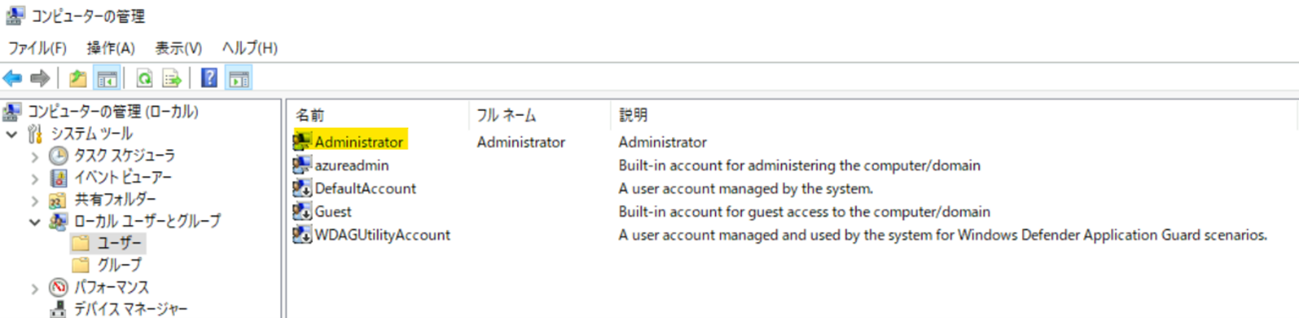 コンピューターの管理
ファイル(F) 操作(A) 表示(V) ヘルプ(H)
コンピューターの管理 (ローカル)
システム ツール
タスク スケジューラ
イベント ビューアー
共有フォルダー
ローカル ユーザーとグループ
ユーザー
グループ
パフォーマンス
デバイス マネージャー
名前 フル ネーム 説明
Administrator Administrator Administrator
azureadmin Built-in account for administering the computer/domain
DefaultAccount A user account managed by the system.
Guest Built-in account for guest access to the computer/domain
WDAGUtilityAccount A user account managed and used by the system for Windows Defender Application Guard scenarios.